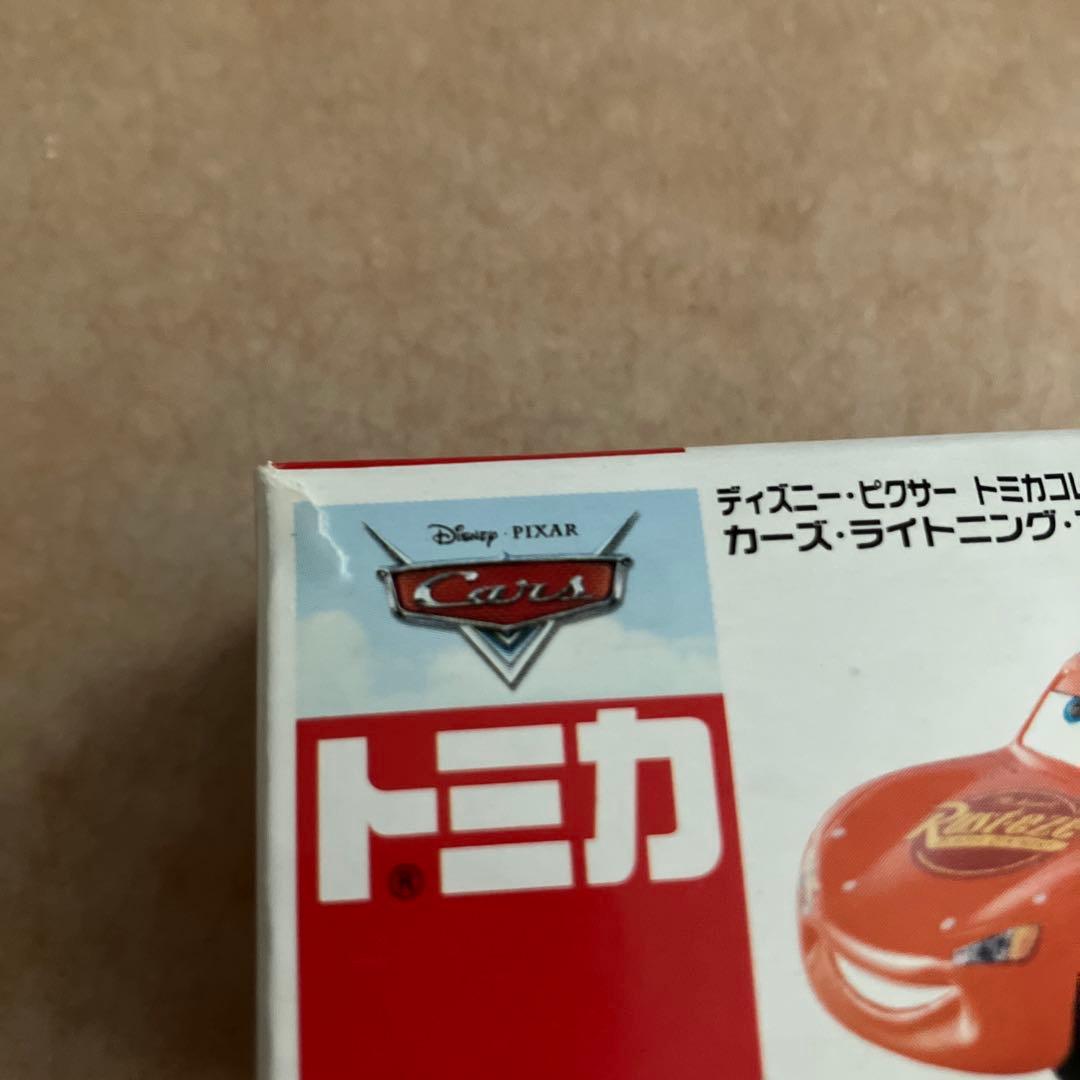 Disney · PIXAR
Cars
ディズニー・ピクサー トミカコレ
カーズ・ライトニング・
トミカ
®
Rust-eze